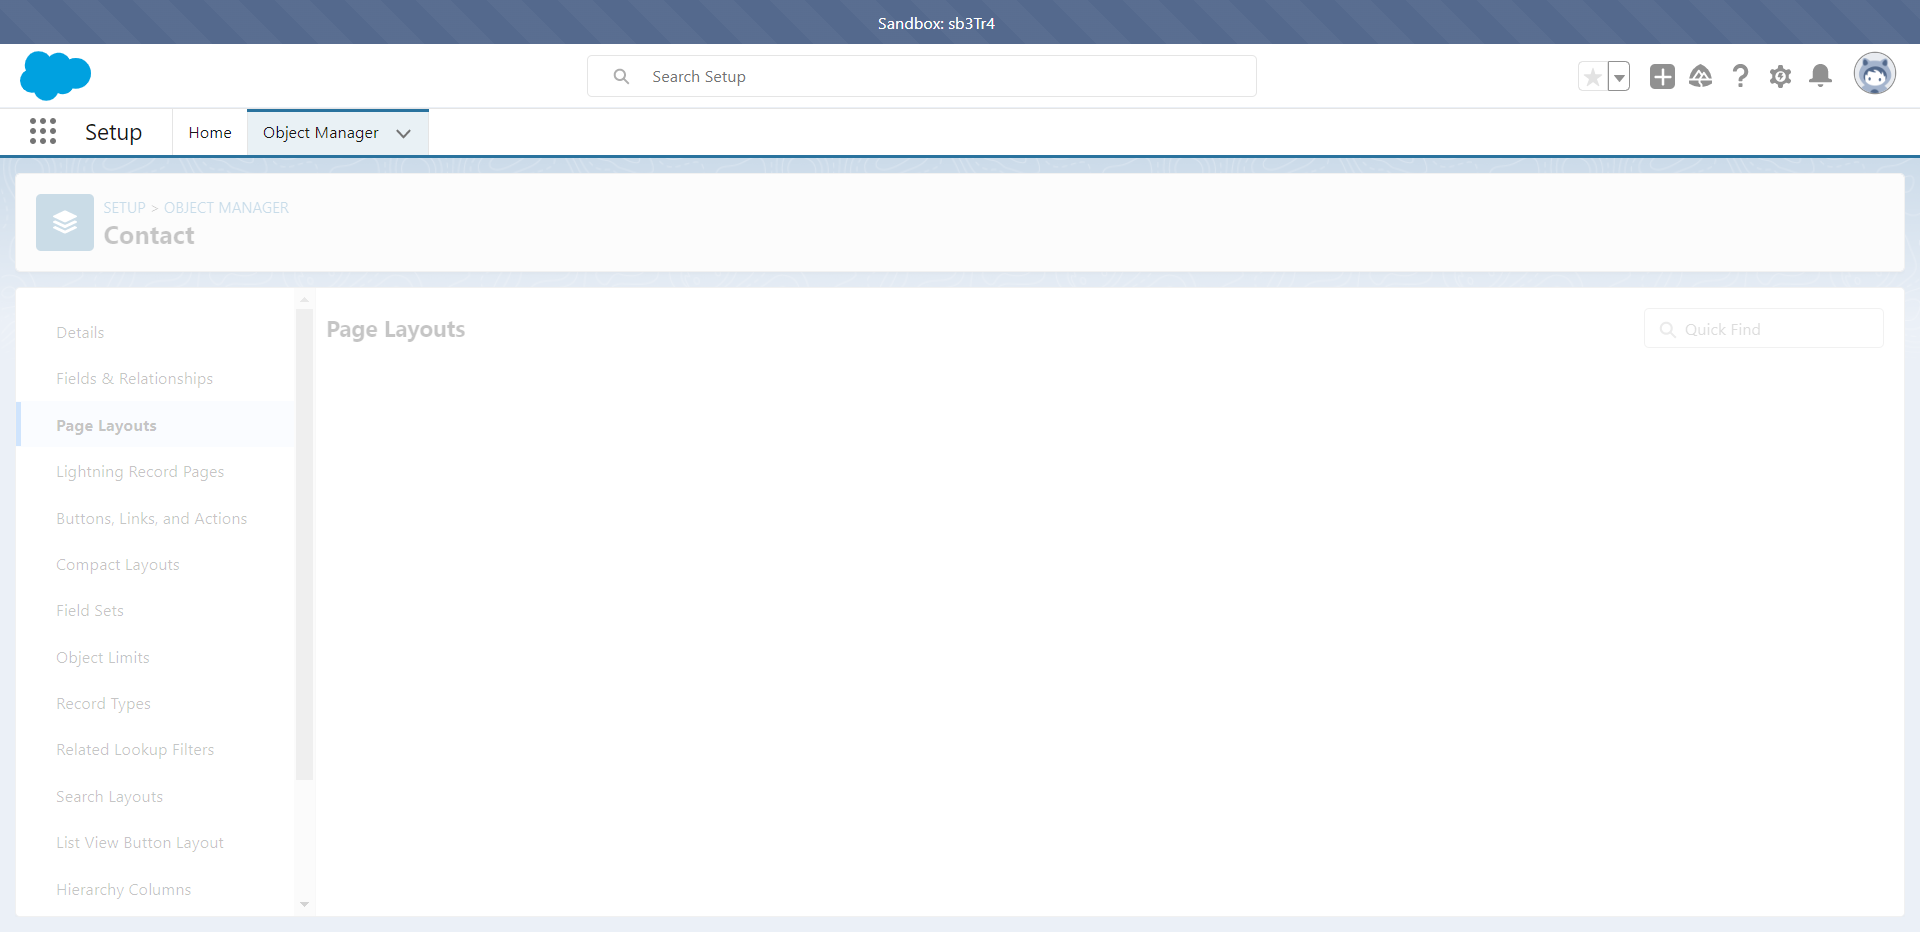 Sandbox: sb3Tr4
Search Setup
Setup
Home
Object Manager
SETUP > OBJECT MANAGER
Contact
Details
Fields & Relationships
Page Layouts
Lightning Record Pages
Buttons, Links, and Actions
Compact Layouts
Field Sets
Object Limits
Record Types
Related Lookup Filters
Search Layouts
List View Button Layout
Hierarchy Columns
Page Layouts
Quick Find